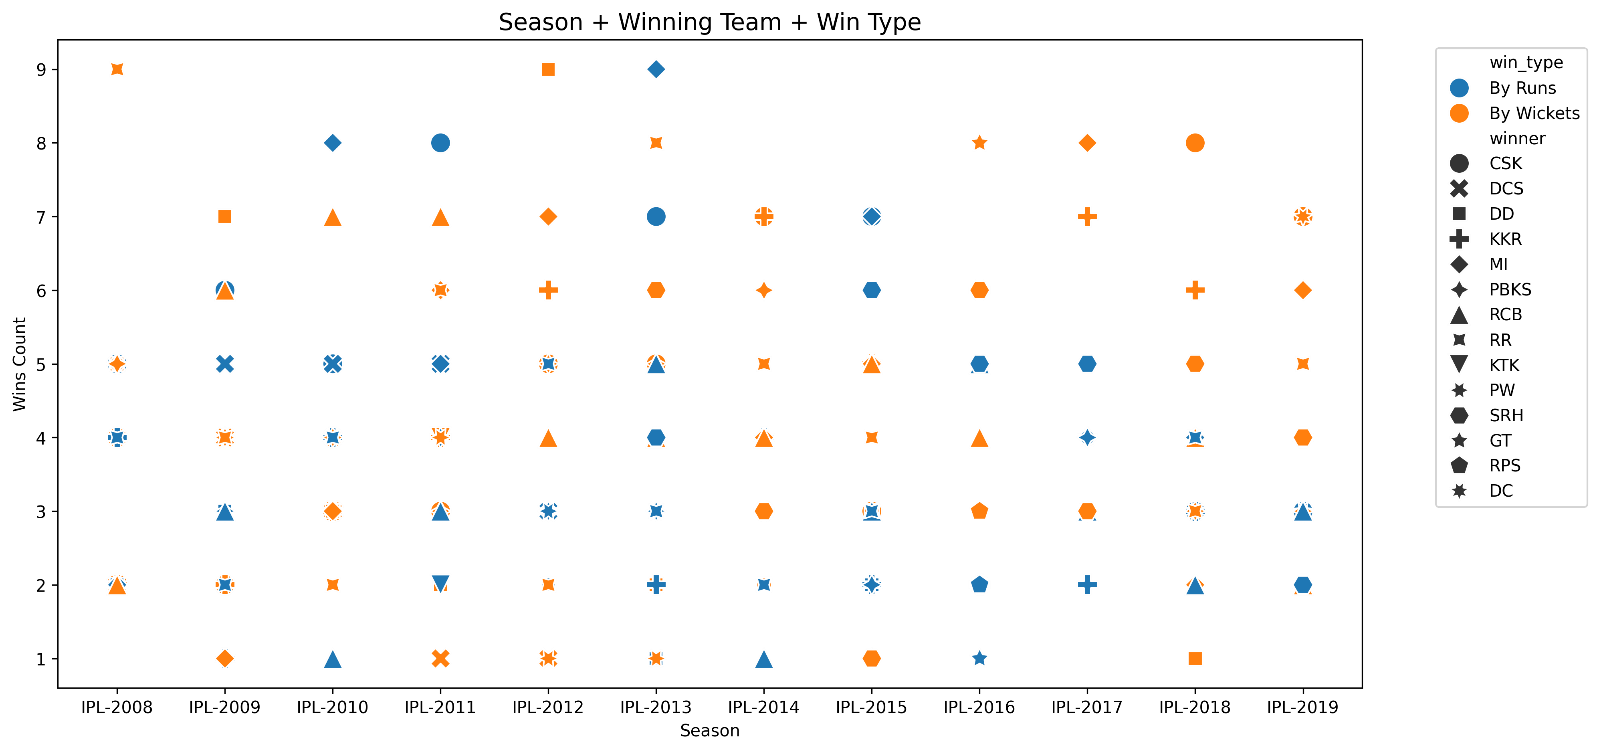 Season + Winning Team + Win Type
Wins Count
9
8
7
6
5
4
3
2
1
IPL-2008 IPL-2009 IPL-2010 IPL-2011 IPL-2012 IPL-2013 IPL-2014 IPL-2015 IPL-2016 IPL-2017 IPL-2018 IPL-2019
Season
win_type
By Runs
By Wickets
winner
CSK
DCS
DD
KKR
MI
PBKS
RCB
RR
KTK
PW
SRH
GT
RPS
DC